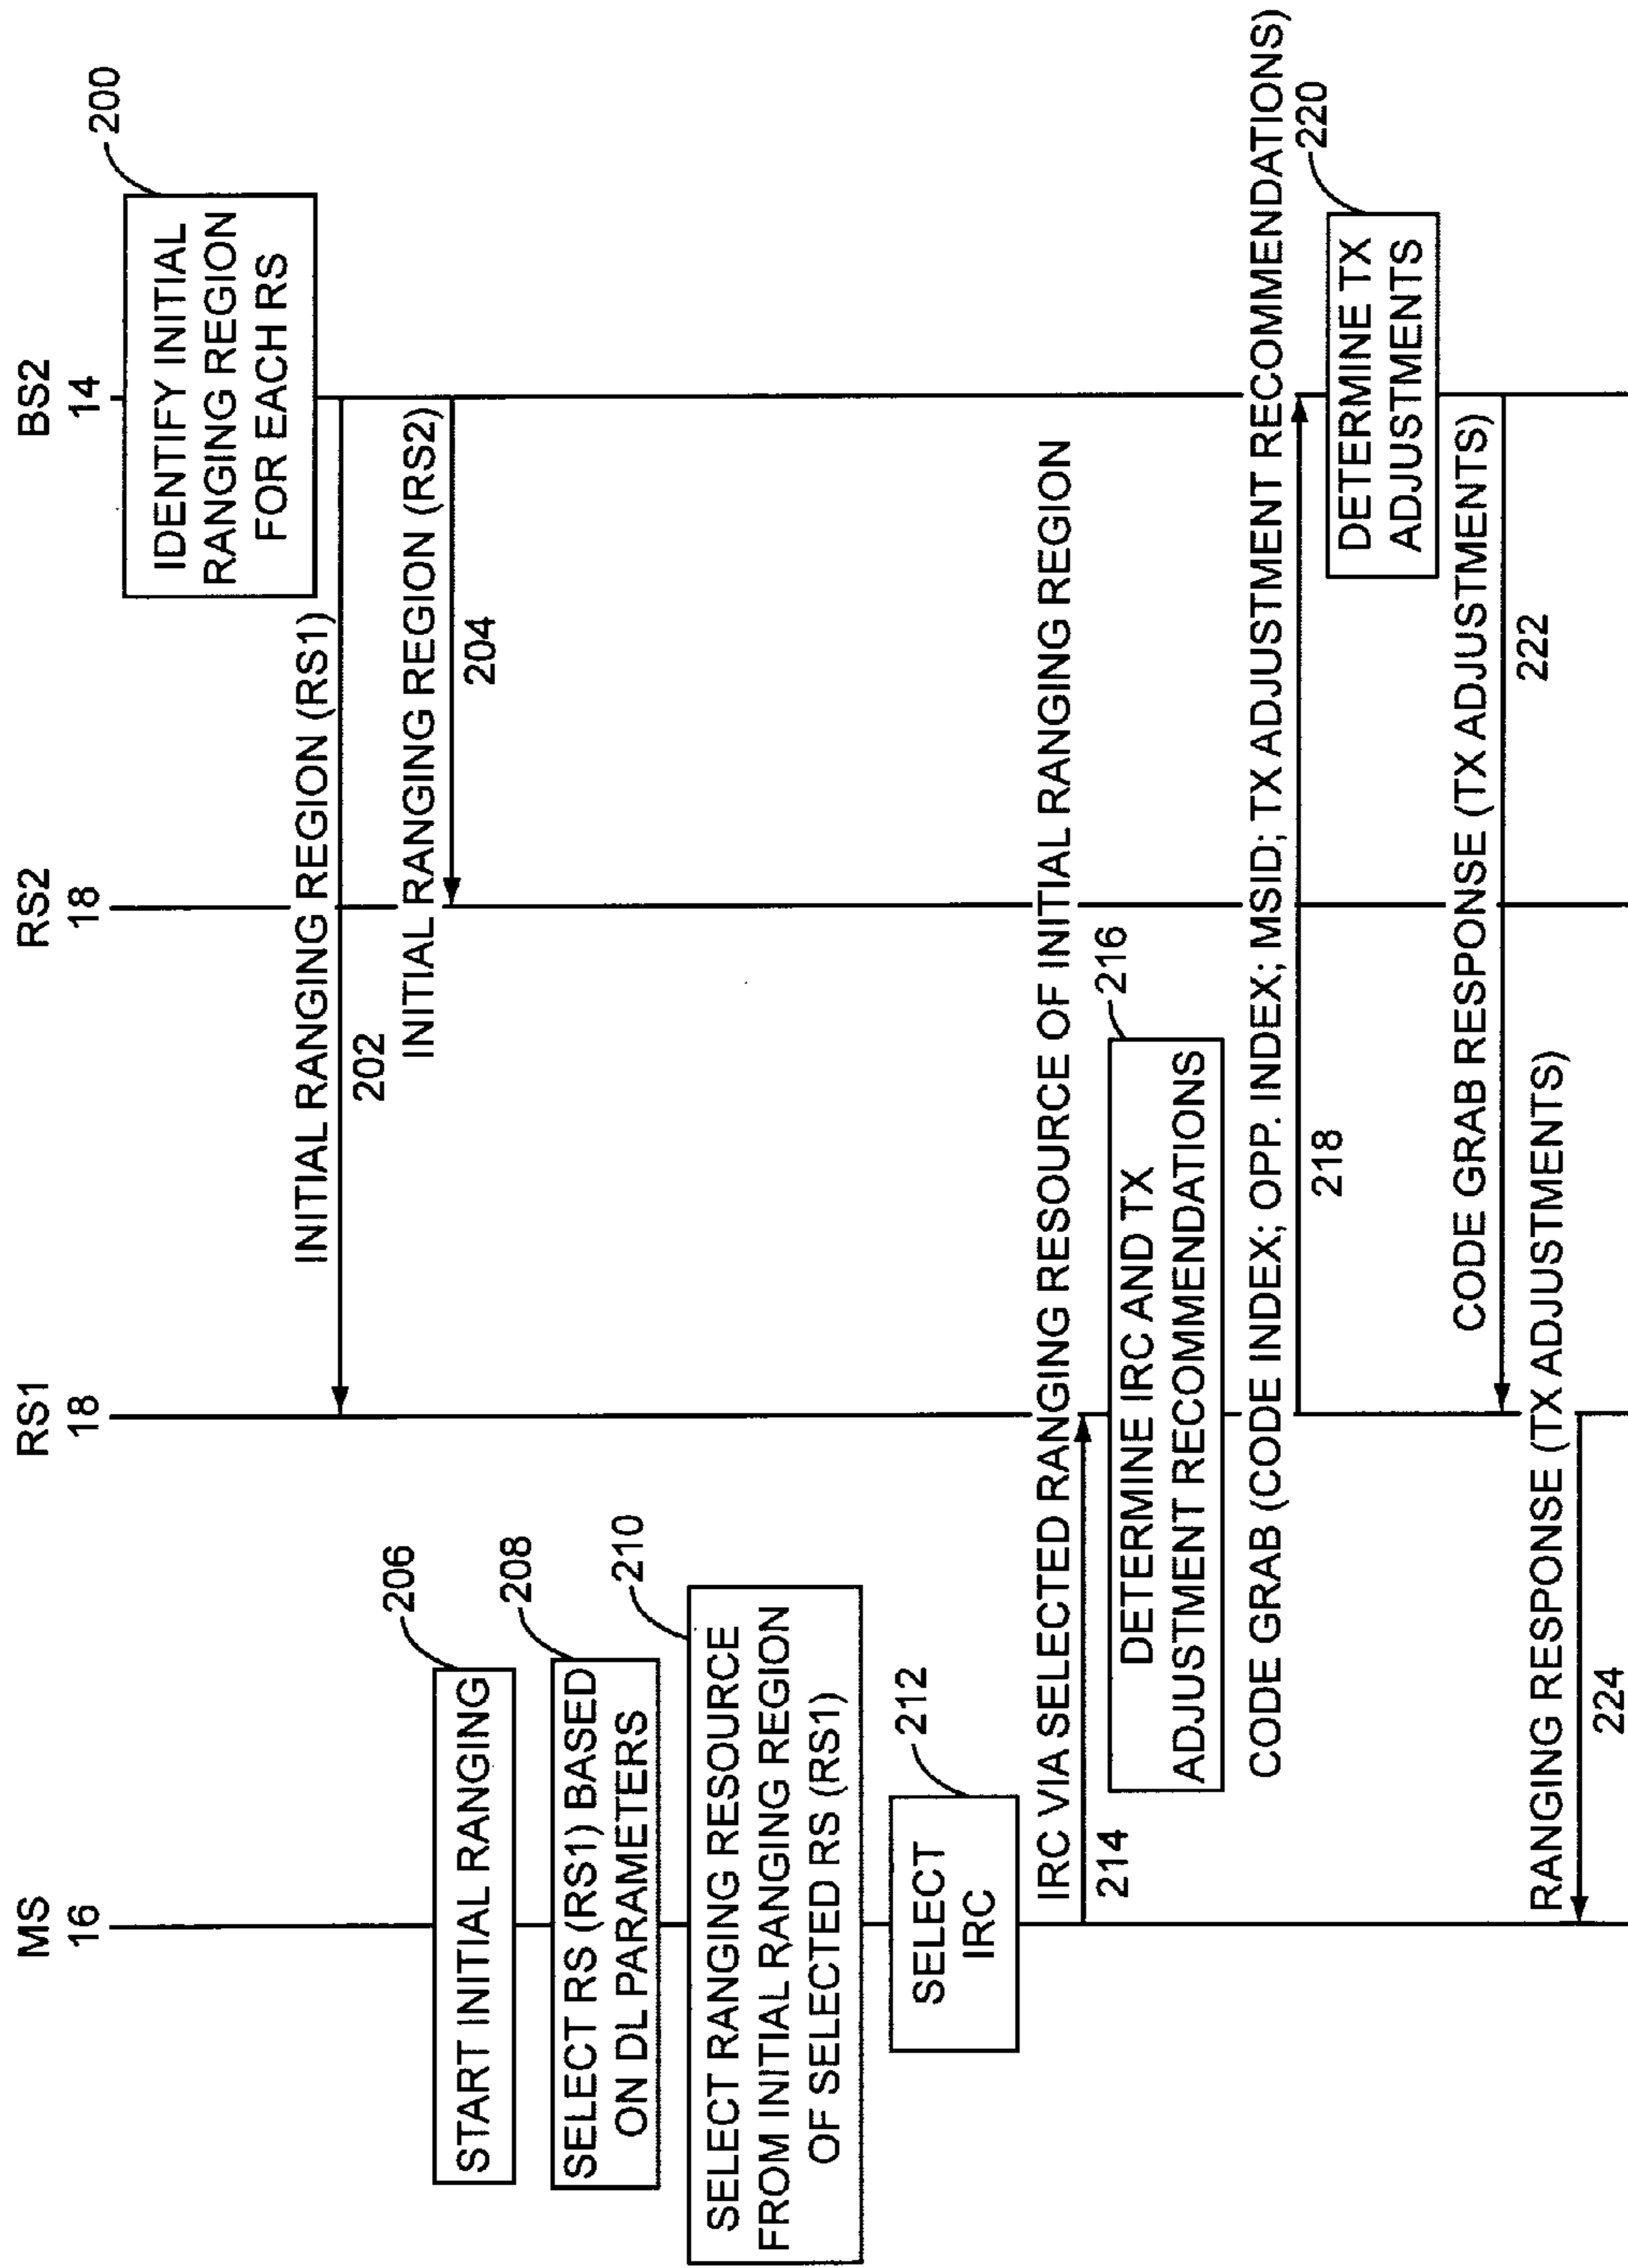 MS
16
RS1
18
RS2
18
BS2
14
IDENTIFY INITIAL
RANGING REGION
FOR EACH RS
200
INITIAL RANGING REGION (RS1)
202
INITIAL RANGING REGION (RS2)
204
START INITIAL RANGING
206
SELECT RS (RS1) BASED
ON DL PARAMETERS
208
SELECT RANGING RESOURCE
FROM INITIAL RANGING REGION
OF SELECTED RS (RS1)
210
SELECT
IRC
212
IRC VIA SELECTED RANGING RESOURCE OF INITIAL RANGING REGION
214
DETERMINE IRC AND TX
ADJUSTMENT RECOMMENDATIONS
216
CODE GRAB (CODE INDEX; OPP. INDEX; MSID; TX ADJUSTMENT RECOMMENDATIONS)
218
DETERMINE TX
ADJUSTMENTS
220
CODE GRAB RESPONSE (TX ADJUSTMENTS)
222
RANGING RESPONSE (TX ADJUSTMENTS)
224